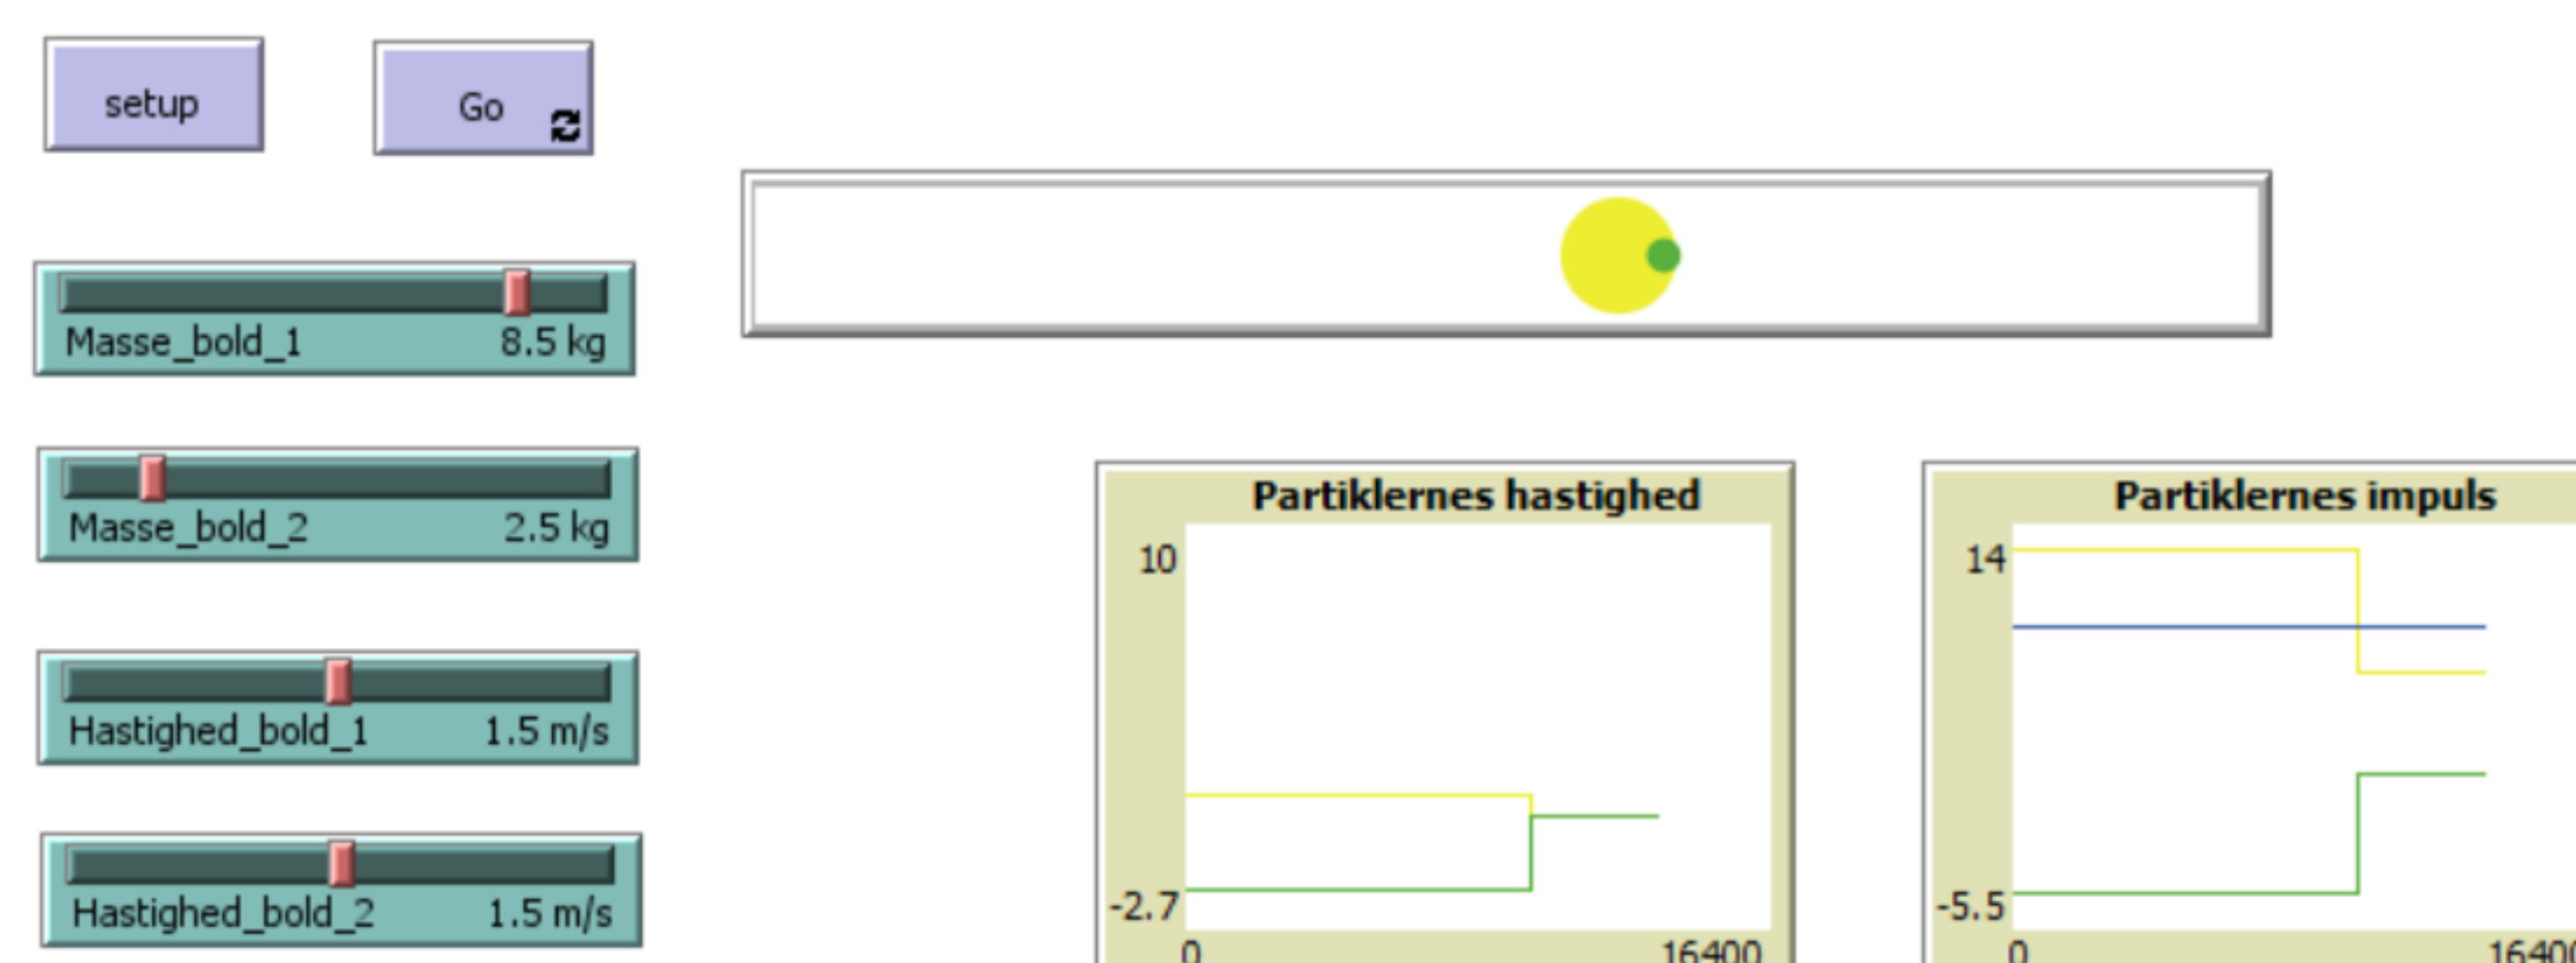 setup
Go
Masse_bold_1 8.5 kg
Masse_bold_2 2.5 kg
Hastighed_bold_1 1.5 m/s
Hastighed_bold_2 1.5 m/s
Partiklernes hastighed
10
-2.7
0 16400
Partiklernes impuls
14
-5.5
0 16400